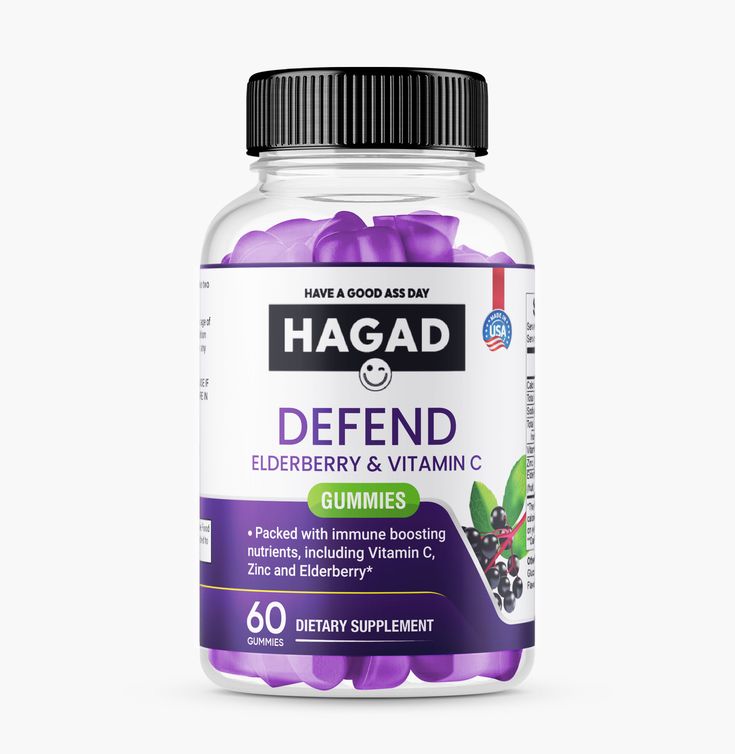 HAVE A GOOD ASS DAY
HAGAD
MADE IN
USA
DEFEND
ELDERBERRY & VITAMIN C
GUMMIES
• Packed with immune boosting
nutrients, including Vitamin C,
Zinc and Elderberry*
60
GUMMIES
DIETARY SUPPLEMENT